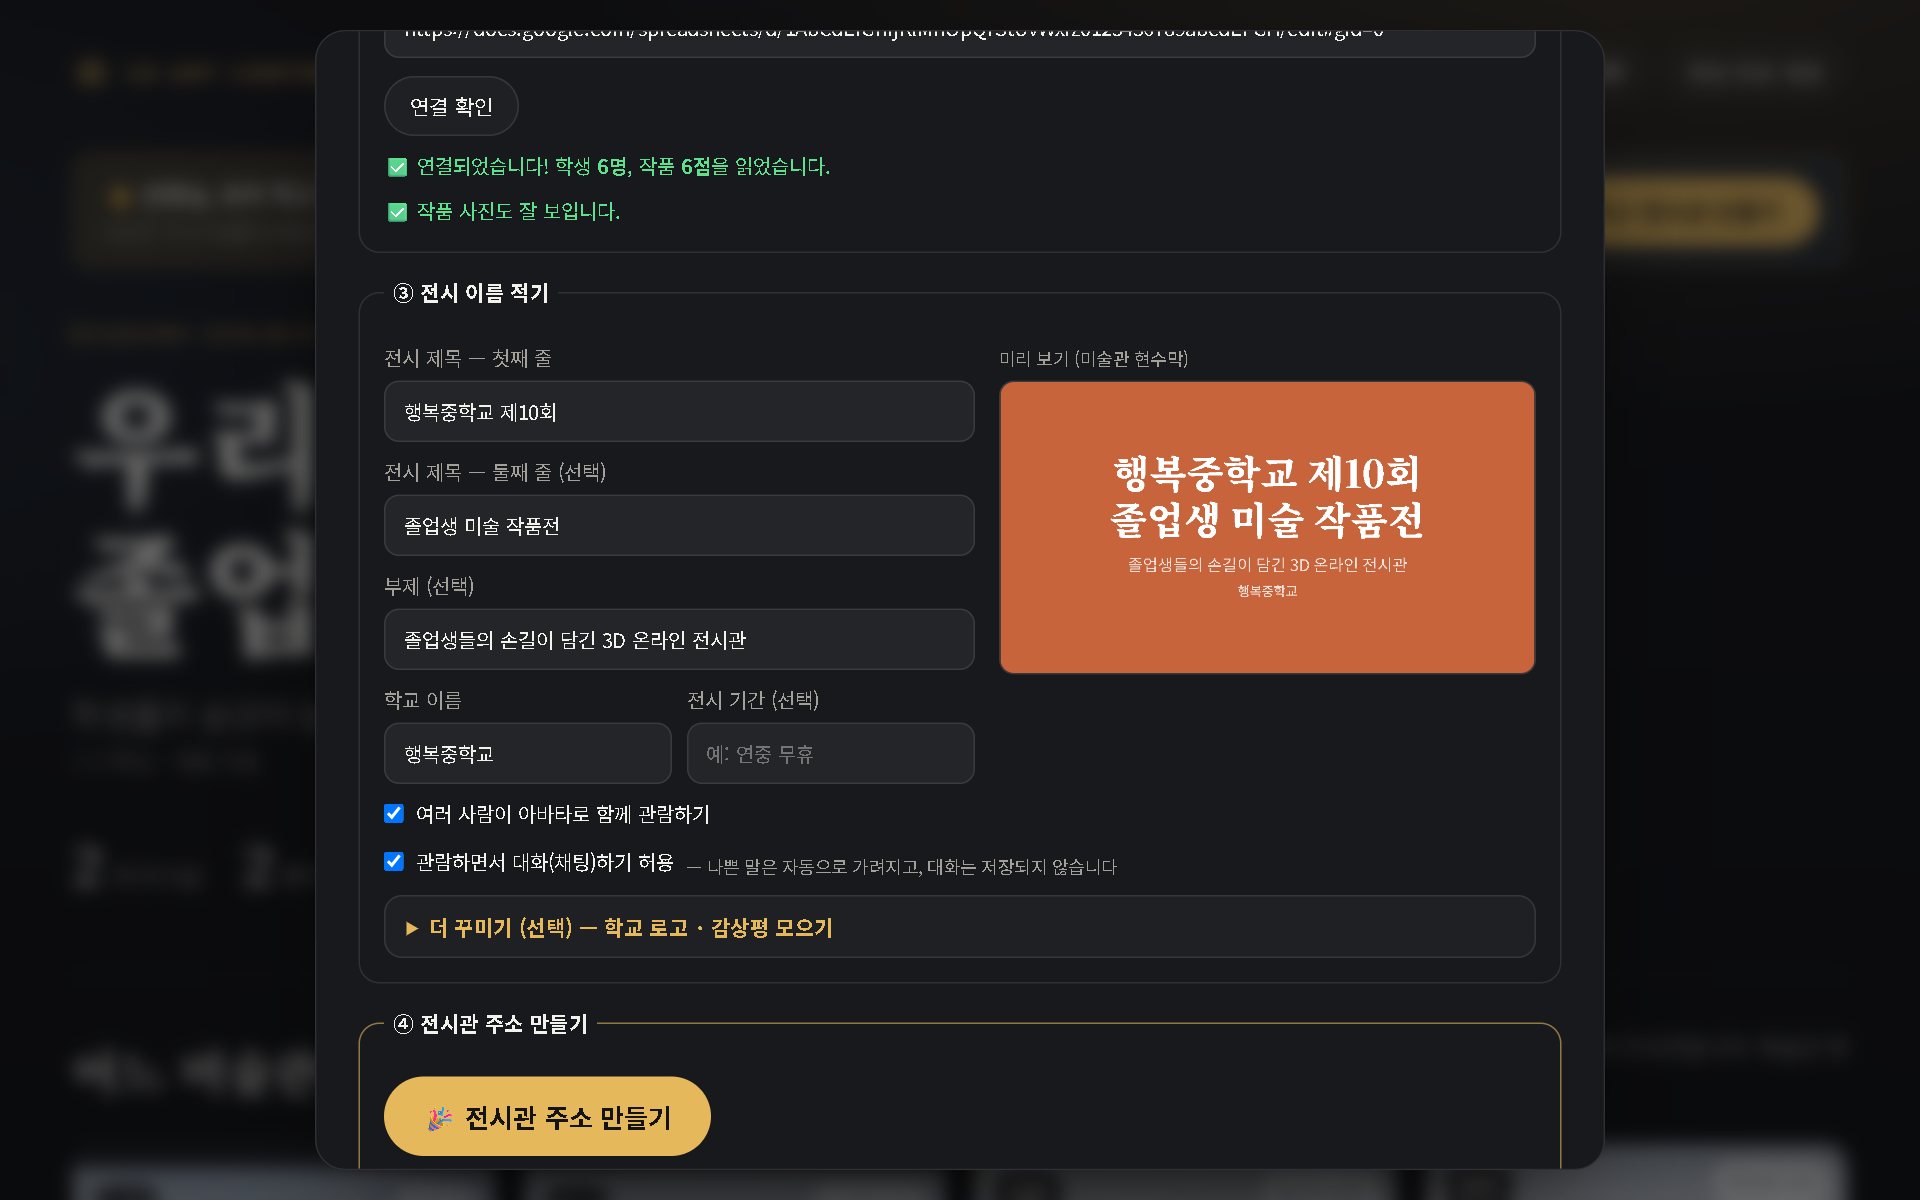 연결 확인
✅ 연결되었습니다! 학생 6명, 작품 6점을 읽었습니다.
✅ 작품 사진도 잘 보입니다.
③ 전시 이름 적기
전시 제목 — 첫째 줄
행복중학교 제10회
전시 제목 — 둘째 줄 (선택)
졸업생 미술 작품전
부제 (선택)
졸업생들의 손길이 담긴 3D 온라인 전시관
학교 이름
전시 기간 (선택)
행복중학교
예: 연중 무휴
미리 보기 (미술관 현수막)
행복중학교 제10회
졸업생 미술 작품전
졸업생들의 손길이 담긴 3D 온라인 전시관
행복중학교
여러 사람이 아바타로 함께 관람하기
관람하면서 대화(채팅)하기 허용 — 나쁜 말은 자동으로 가려지고, 대화는 저장되지 않습니다
▶ 더 꾸미기 (선택) — 학교 로고 · 감상평 모으기
④ 전시관 주소 만들기
🎉 전시관 주소 만들기
우리
졸업